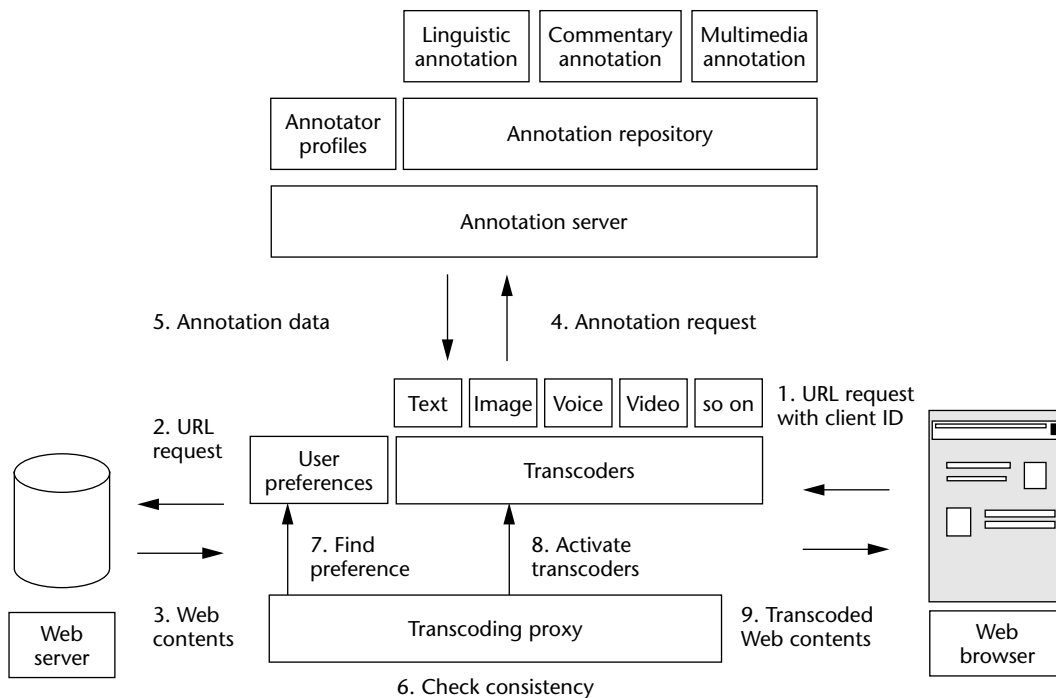 Linguistic
annotation
Commentary
annotation
Multimedia
annotation
Annotator
profiles
Annotation repository
Annotation server
5. Annotation data
4. Annotation request
Text
Image
Voice
Video
so on
1. URL request
with client ID
2. URL
request
User
preferences
Transcoders
7. Find
preference
8. Activate
transcoders
3. Web
contents
Transcoding proxy
9. Transcoded
Web contents
Web
server
Web
browser
6. Check consistency